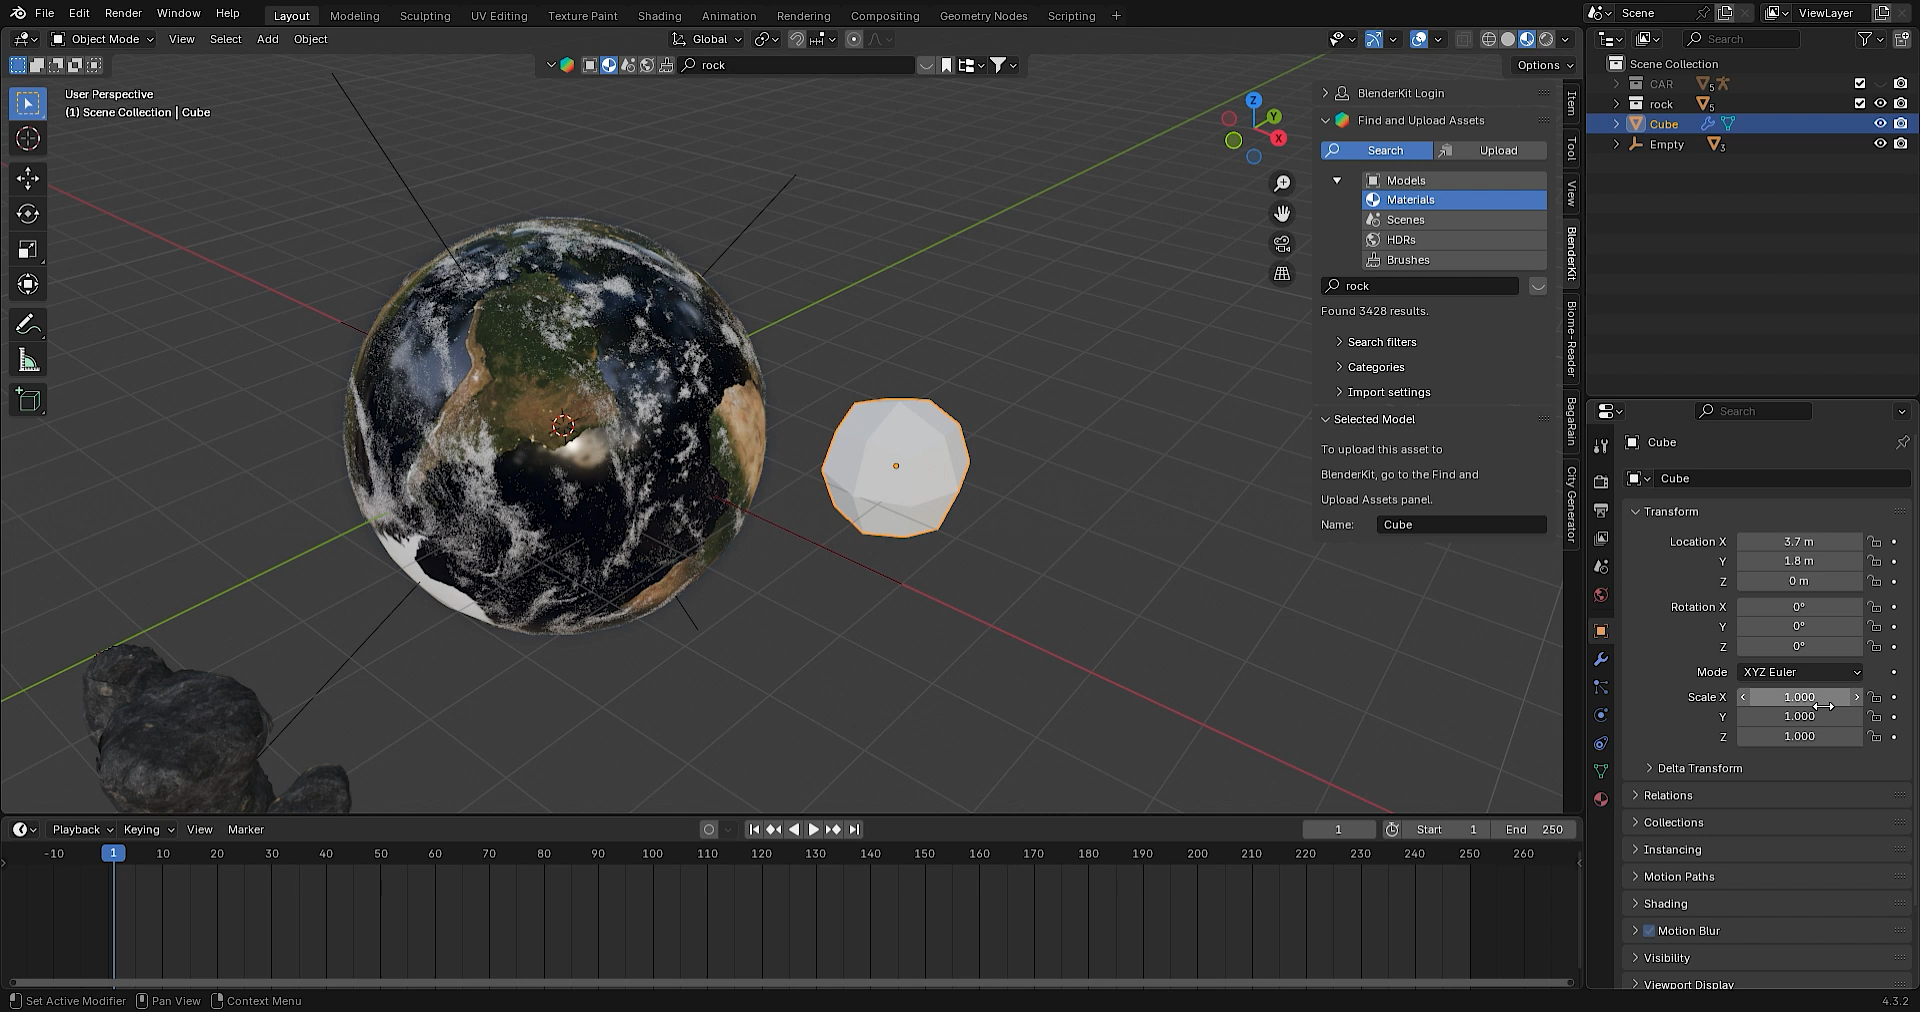 File Edit Render Window Help Layout Modeling Sculpting UV Editing Texture Paint Shading Animation Rendering Compositing Geometry Nodes Scripting + Scene ViewLayer
Object Mode View Select Add Object Global Search
rock Options
User Perspective
(1) Scene Collection | Cube
Z
Y
X
BlenderKit Login
Find and Upload Assets
Search Upload
Models
Materials
Scenes
HDRs
Brushes
rock
Found 3428 results.
Search filters
Categories
Import settings
Selected Model
To upload this asset to
BlenderKit, go to the Find and
Upload Assets panel.
Name: Cube
Item
Tool
View
BlenderKit
Biome-Reader
BagaRain
City Generator
Scene Collection
CAR 5
rock 5
Cube
Empty 3
Search
Cube
Cube
Transform
Location X 3.7 m
Y 1.8 m
Z 0 m
Rotation X 0°
Y 0°
Z 0°
Mode XYZ Euler
Scale X 1.000
Y 1.000
Z 1.000
Delta Transform
Relations
Collections
Instancing
Motion Paths
Shading
Motion Blur
Visibility
Viewport Display
Playback Keying View Marker 1 Start 1 End 250
-10 1 10 20 30 40 50 60 70 80 90 100 110 120 130 140 150 160 170 180 190 200 210 220 230 240 250 260
Set Active Modifier Pan View Context Menu 4.3.2